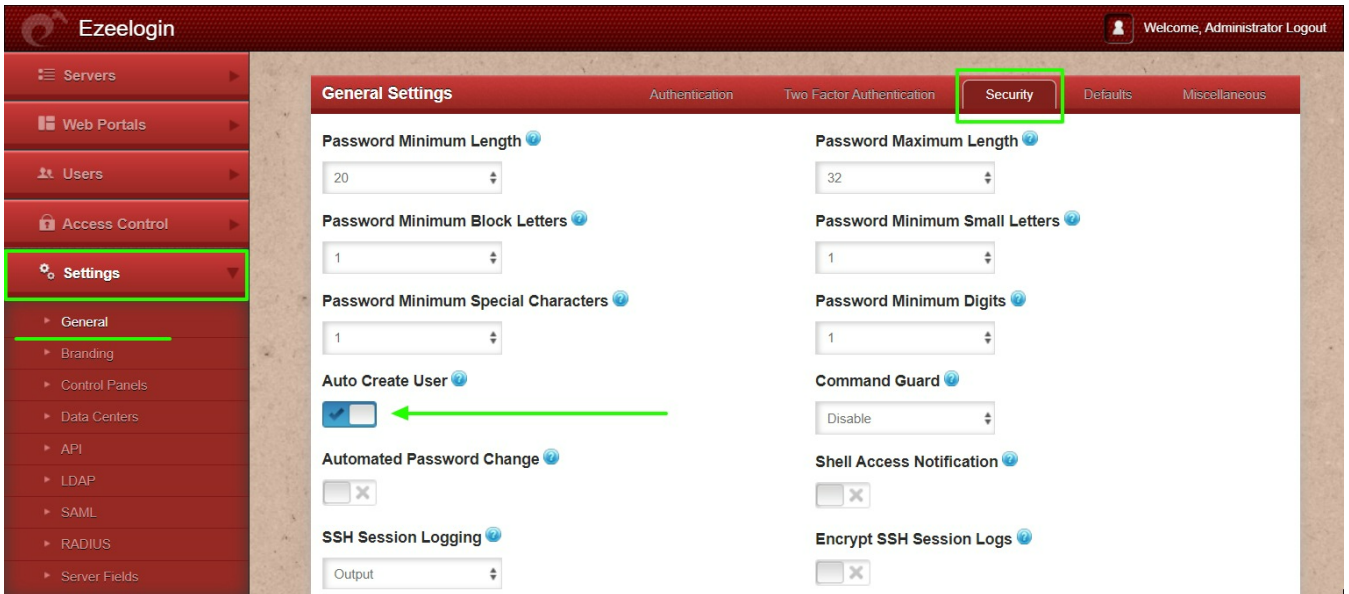 Ezeelogin
Welcome, Administrator Logout
Servers
Web Portals
Users
Access Control
Settings
General
Branding
Control Panels
Data Centers
API
LDAP
SAML
RADIUS
Server Fields
General Settings
Authentication
Two Factor Authentication
Security
Defaults
Miscellaneous
Password Minimum Length
Password Maximum Length
20
32
Password Minimum Block Letters
Password Minimum Small Letters
1
1
Password Minimum Special Characters
Password Minimum Digits
1
1
Auto Create User
Command Guard
Disable
Automated Password Change
Shell Access Notification
SSH Session Logging
Encrypt SSH Session Logs
Output